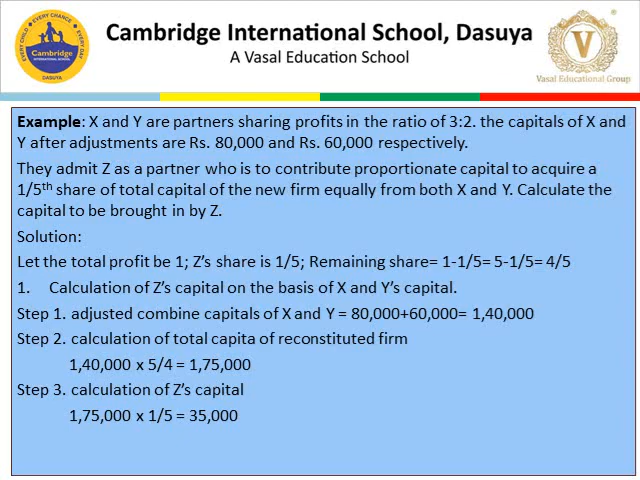 EVERY CHILD • EVERY CHANCE • EVERY DAY
Cambridge
INTERNATIONAL SCHOOL
DASUYA
Cambridge International School, Dasuya
A Vasal Education School
V
Vasal Educational Group
Example: X and Y are partners sharing profits in the ratio of 3:2. the capitals of X and
Y after adjustments are Rs. 80,000 and Rs. 60,000 respectively.
They admit Z as a partner who is to contribute proportionate capital to acquire a
1/5th share of total capital of the new firm equally from both X and Y. Calculate the
capital to be brought in by Z.
Solution:
Let the total profit be 1; Z’s share is 1/5; Remaining share= 1-1/5= 5-1/5= 4/5
1. Calculation of Z’s capital on the basis of X and Y’s capital.
Step 1. adjusted combine capitals of X and Y = 80,000+60,000= 1,40,000
Step 2. calculation of total capita of reconstituted firm
1,40,000 x 5/4 = 1,75,000
Step 3. calculation of Z’s capital
1,75,000 x 1/5 = 35,000